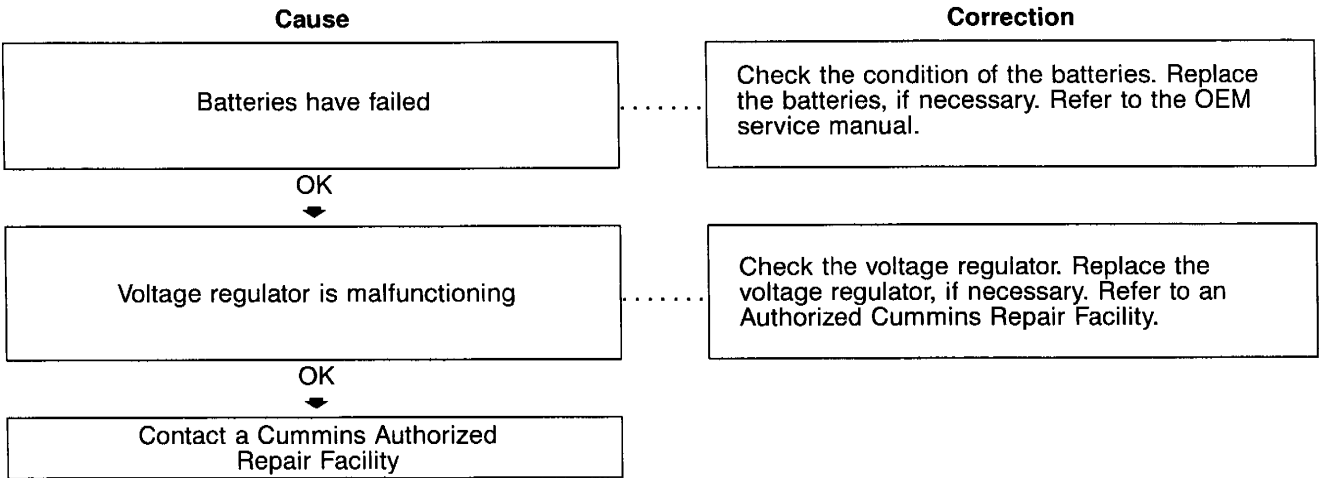 Cause
Correction
Batteries have failed
. . . . . . .
Check the condition of the batteries. Replace
the batteries, if necessary. Refer to the OEM
service manual.
OK
Voltage regulator is malfunctioning
. . . . . . .
Check the voltage regulator. Replace the
voltage regulator, if necessary. Refer to an
Authorized Cummins Repair Facility.
OK
Contact a Cummins Authorized
Repair Facility